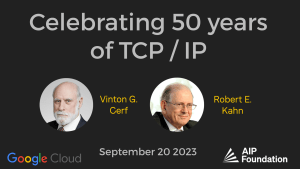 Celebrating 50 years
of TCP / IP
Vinton G.
Cerf
Robert E.
Kahn
September 20 2023
Google Cloud
AIP
Foundation